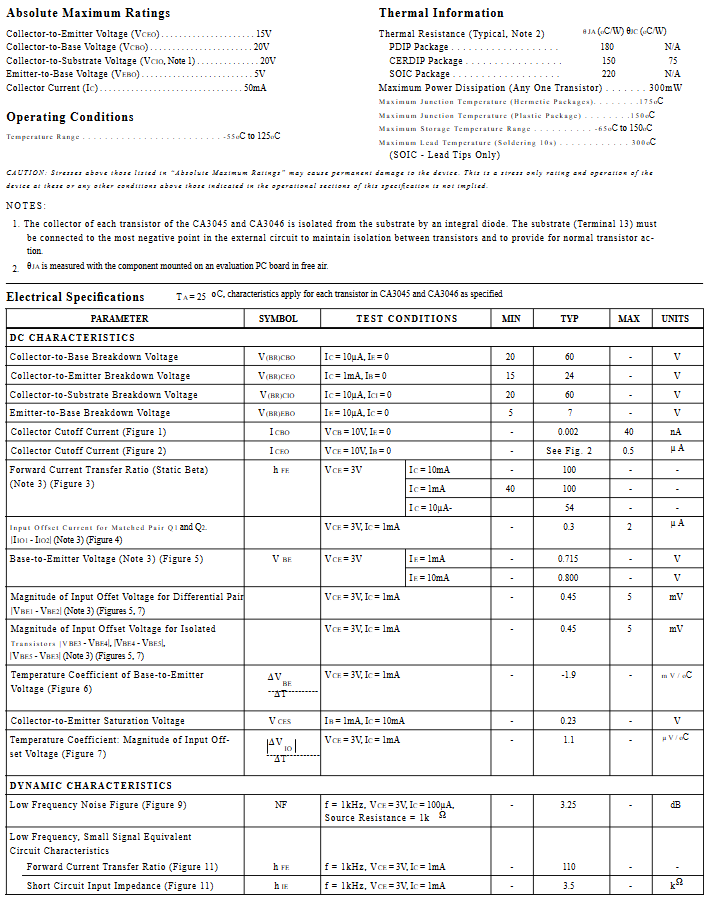 Absolute Maximum Ratings
Collector-to-Emitter Voltage (VCEO) . . . . . . . . . . . . . . . . . . . . 15V
Collector-to-Base Voltage (VCBO) . . . . . . . . . . . . . . . . . . . . . . 20V
Collector-to-Substrate Voltage (VCIO, Note 1) . . . . . . . . . . . . . 20V
Emitter-to-Base Voltage (VEBO) . . . . . . . . . . . . . . . . . . . . . . . 5V
Collector Current (IC) . . . . . . . . . . . . . . . . . . . . . . . . . . . . . 50mA
Operating Conditions
Temperature Range . . . . . . . . . . . . . . . . . . . . . . . -55oC to 125oC
Thermal Information
Thermal Resistance (Typical, Note 2) θJA (oC/W) θJC (oC/W)
PDIP Package . . . . . . . . . . . . . . . . . . 180 N/A
CERDIP Package . . . . . . . . . . . . . . . . 150 75
SOIC Package . . . . . . . . . . . . . . . . . . 220 N/A
Maximum Power Dissipation (Any One Transistor) . . . . . . . 300mW
Maximum Junction Temperature (Hermetic Packages). . . . . . . . 175oC
Maximum Junction Temperature (Plastic Package) . . . . . . . . 150oC
Maximum Storage Temperature Range . . . . . . . . . . -65oC to 150oC
Maximum Lead Temperature (Soldering 10s) . . . . . . . . . . . . 300oC
(SOIC - Lead Tips Only)
CAUTION: Stresses above those listed in "Absolute Maximum Ratings" may cause permanent damage to the device. This is a stress only rating and operation of the
device at these or any other conditions above those indicated in the operational sections of this specification is not implied.
NOTES:
1. The collector of each transistor of the CA3045 and CA3046 is isolated from the substrate by an integral diode. The substrate (Terminal 13) must
be connected to the most negative point in the external circuit to maintain isolation between transistors and to provide for normal transistor ac-
tion.
2. θJA is measured with the component mounted on an evaluation PC board in free air.
Electrical Specifications TA = 25 oC, characteristics apply for each transistor in CA3045 and CA3046 as specified
PARAMETER SYMBOL TEST CONDITIONS MIN TYP MAX UNITS
DC CHARACTERISTICS
Collector-to-Base Breakdown Voltage V(BR)CBO IC = 10μA, IE = 0 20 60 - V
Collector-to-Emitter Breakdown Voltage V(BR)CEO IC = 1mA, IB = 0 15 24 - V
Collector-to-Substrate Breakdown Voltage V(BR)CIO IC = 10μA, ICI = 0 20 60 - V
Emitter-to-Base Breakdown Voltage V(BR)EBO IE = 10μA, IC = 0 5 7 - V
Collector Cutoff Current (Figure 1) ICBO VCB = 10V, IE = 0 - 0.002 40 nA
Collector Cutoff Current (Figure 2) ICEO VCE = 10V, IB = 0 - See Fig. 2 0.5 μA
Forward Current Transfer Ratio (Static Beta) hFE VCE = 3V IC = 10mA - 100 - -
(Note 3) (Figure 3) IC = 1mA 40 100 - -
IC = 10μA- - 54 - -
Input Offset Current for Matched Pair Q1 and Q2. VCE = 3V, IC = 1mA - 0.3 2 μA
|IIO1 - IIO2| (Note 3) (Figure 4)
Base-to-Emitter Voltage (Note 3) (Figure 5) VBE VCE = 3V IE = 1mA - 0.715 - V
IE = 10mA - 0.800 - V
Magnitude of Input Offet Voltage for Differential Pair VCE = 3V, IC = 1mA - 0.45 5 mV
|VBE1 - VBE2| (Note 3) (Figures 5, 7)
Magnitude of Input Offset Voltage for Isolated VCE = 3V, IC = 1mA - 0.45 5 mV
Transistors |VBE3 - VBE4|, |VBE4 - VBE5|,
|VBE5 - VBE3| (Note 3) (Figures 5, 7)
Temperature Coefficient of Base-to-Emitter ΔVBE VCE = 3V, IC = 1mA - -1.9 - mV/oC
Voltage (Figure 6) ΔT
Collector-to-Emitter Saturation Voltage VCES IB = 1mA, IC = 10mA - 0.23 - V
Temperature Coefficient: Magnitude of Input Off- |ΔVIO| VCE = 3V, IC = 1mA - 1.1 - μV/oC
set Voltage (Figure 7) ΔT
DYNAMIC CHARACTERISTICS
Low Frequency Noise Figure (Figure 9) NF f = 1kHz, VCE = 3V, IC = 100μA, - 3.25 - dB
Source Resistance = 1k Ω
Low Frequency, Small Signal Equivalent
Circuit Characteristics
Forward Current Transfer Ratio (Figure 11) hFE f = 1kHz, VCE = 3V, IC = 1mA - 110 - -
Short Circuit Input Impedance (Figure 11) hIE f = 1kHz, VCE = 3V, IC = 1mA - 3.5 - kΩ